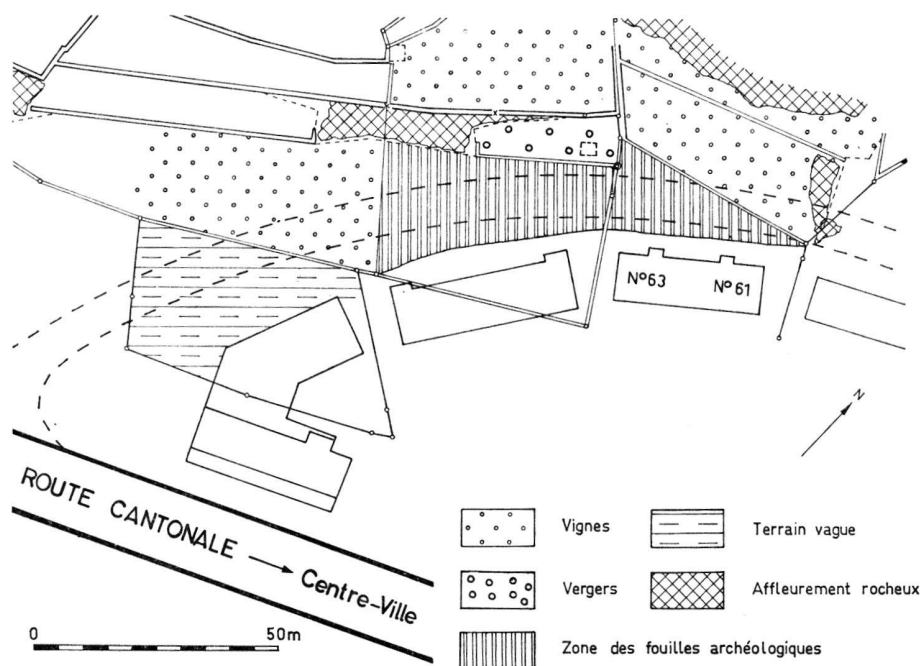 N°63
N°61
N
ROUTE CANTONALE
Centre-Ville
Vignes
Terrain vague
Vergers
Affleurement rocheux
Zone des fouilles archéologiques
0 50m